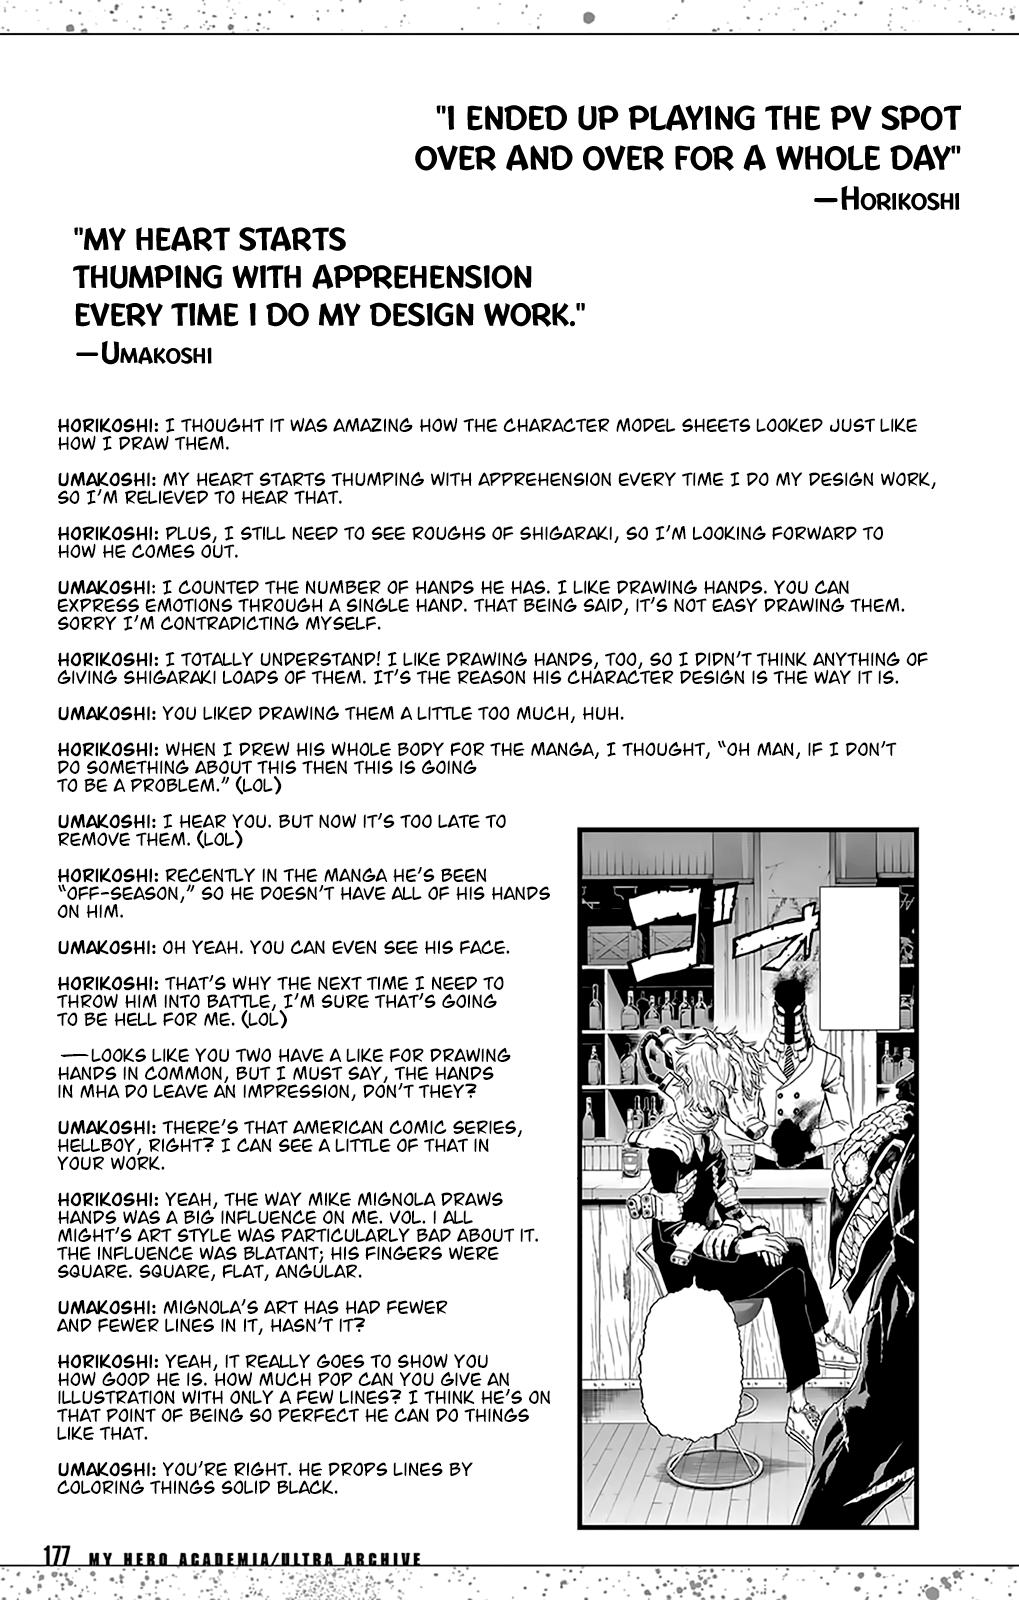 "I ENDED UP PLAYING THE PV SPOT
OVER AND OVER FOR A WHOLE DAY"
—HORIKOSHI
"MY HEART STARTS
THUMPING WITH APPREHENSION
EVERY TIME I DO MY DESIGN WORK."
—UMAKOSHI
HORIKOSHI: I THOUGHT IT WAS AMAZING HOW THE CHARACTER MODEL SHEETS LOOKED JUST LIKE
HOW I DRAW THEM.
UMAKOSHI: MY HEART STARTS THUMPING WITH APPREHENSION EVERY TIME I DO MY DESIGN WORK,
SO I'M RELIEVED TO HEAR THAT.
HORIKOSHI: PLUS, I STILL NEED TO SEE ROUGHS OF SHIGARAKI, SO I'M LOOKING FORWARD TO
HOW HE COMES OUT.
UMAKOSHI: I COUNTED THE NUMBER OF HANDS HE HAS. I LIKE DRAWING HANDS. YOU CAN
EXPRESS EMOTIONS THROUGH A SINGLE HAND. THAT BEING SAID, IT'S NOT EASY DRAWING THEM.
SORRY I'M CONTRADICTING MYSELF.
HORIKOSHI: I TOTALLY UNDERSTAND! I LIKE DRAWING HANDS, TOO, SO I DIDN'T THINK ANYTHING OF
GIVING SHIGARAKI LOADS OF THEM. IT'S THE REASON HIS CHARACTER DESIGN IS THE WAY IT IS.
UMAKOSHI: YOU LIKED DRAWING THEM A LITTLE TOO MUCH, HUH.
HORIKOSHI: WHEN I DREW HIS WHOLE BODY FOR THE MANGA, I THOUGHT, "OH MAN, IF I DON'T
DO SOMETHING ABOUT THIS THEN THIS IS GOING
TO BE A PROBLEM." (LOL)
UMAKOSHI: I HEAR YOU. BUT NOW IT'S TOO LATE TO
REMOVE THEM. (LOL)
HORIKOSHI: RECENTLY IN THE MANGA HE'S BEEN
"OFF-SEASON," SO HE DOESN'T HAVE ALL OF HIS HANDS
ON HIM.
UMAKOSHI: OH YEAH. YOU CAN EVEN SEE HIS FACE.
HORIKOSHI: THAT'S WHY THE NEXT TIME I NEED TO
THROW HIM INTO BATTLE, I'M SURE THAT'S GOING
TO BE HELL FOR ME. (LOL)
—LOOKS LIKE YOU TWO HAVE A LIKE FOR DRAWING
HANDS IN COMMON, BUT I MUST SAY, THE HANDS
IN MHA DO LEAVE AN IMPRESSION, DON'T THEY?
UMAKOSHI: THERE'S THAT AMERICAN COMIC SERIES,
HELLBOY, RIGHT? I CAN SEE A LITTLE OF THAT IN
YOUR WORK.
HORIKOSHI: YEAH, THE WAY MIKE MIGNOLA DRAWS
HANDS WAS A BIG INFLUENCE ON ME. VOL. 1 ALL
MIGHT'S ART STYLE WAS PARTICULARLY BAD ABOUT IT.
THE INFLUENCE WAS BLATANT; HIS FINGERS WERE
SQUARE. SQUARE, FLAT, ANGULAR.
UMAKOSHI: MIGNOLA'S ART HAS HAD FEWER
AND FEWER LINES IN IT, HASN'T IT?
HORIKOSHI: YEAH, IT REALLY GOES TO SHOW YOU
HOW GOOD HE IS. HOW MUCH POP CAN YOU GIVE AN
ILLUSTRATION WITH ONLY A FEW LINES? I THINK HE'S ON
THAT POINT OF BEING SO PERFECT HE CAN DO THINGS
LIKE THAT.
UMAKOSHI: YOU'RE RIGHT. HE DROPS LINES BY
COLORING THINGS SOLID BLACK.
177 MY HERO ACADEMIA/ULTRA ARCHIVE